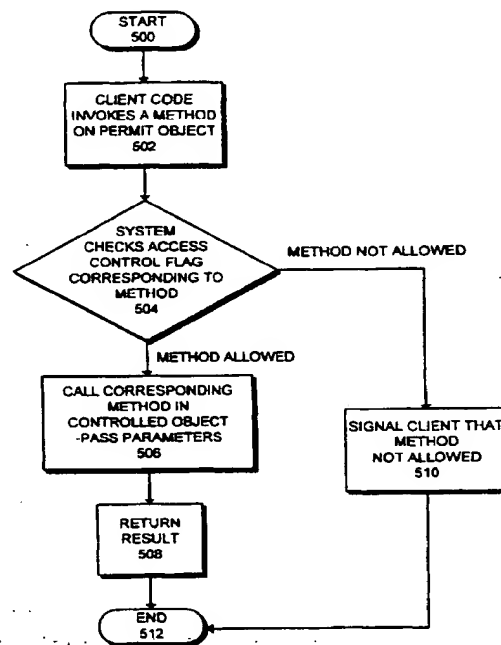 START
500
CLIENT CODE
INVOKES A METHOD
ON PERMIT OBJECT
502
SYSTEM
CHECKS ACCESS
CONTROL FLAG
CORRESPONDING TO
METHOD
504
METHOD NOT ALLOWED
METHOD ALLOWED
CALL CORRESPONDING
METHOD IN
CONTROLLED OBJECT
-PASS PARAMETERS
506
SIGNAL CLIENT THAT
METHOD
NOT ALLOWED
510
RETURN
RESULT
508
END
512